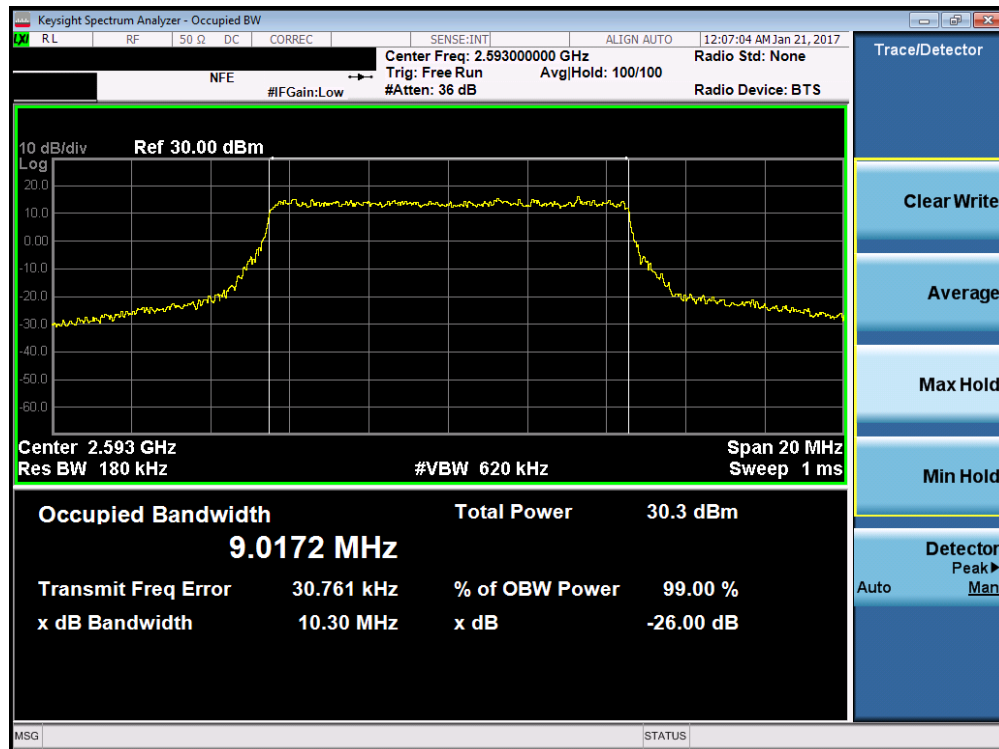 Keysight Spectrum Analyzer - Occupied BW
LXI RL RF 50 Ω DC CORREC SENSE:INT ALIGN AUTO 12:07:04 AM Jan 21, 2017
Center Freq: 2.593000000 GHz Radio Std: None
NFE Trig: Free Run Avg|Hold: 100/100
#IFGain:Low #Atten: 36 dB Radio Device: BTS
10 dB/div Ref 30.00 dBm
Log
20.0
10.0
0.00
-10.0
-20.0
-30.0
-40.0
-50.0
-60.0
Center 2.593 GHz Span 20 MHz
Res BW 180 kHz #VBW 620 kHz Sweep 1 ms
Occupied Bandwidth Total Power 30.3 dBm
9.0172 MHz
Transmit Freq Error 30.761 kHz % of OBW Power 99.00 %
x dB Bandwidth 10.30 MHz x dB -26.00 dB
MSG STATUS
Trace/Detector
Clear Write
Average
Max Hold
Min Hold
Detector
Peak▶
Auto Man